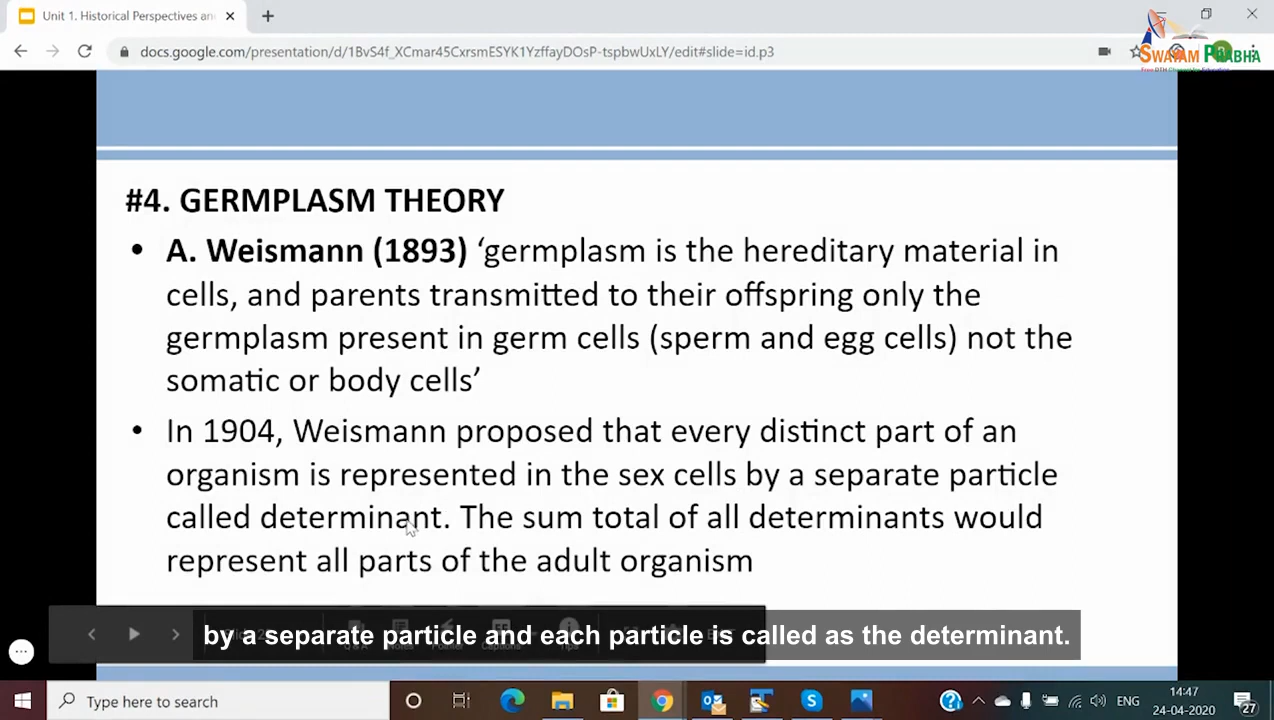 Unit 1. Historical Perspectives an
docs.google.com/presentation/d/1BvS4f_XCmar45CxrsmESYK1YzffayDOsP-tspbwUxLY/edit#slide=id.p3
SWAYAM PRABHA
#4. GERMPLASM THEORY
• A. Weismann (1893) ‘germplasm is the hereditary material in
cells, and parents transmitted to their offspring only the
germplasm present in germ cells (sperm and egg cells) not the
somatic or body cells’
• In 1904, Weismann proposed that every distinct part of an
organism is represented in the sex cells by a separate particle
called determinant. The sum total of all determinants would
represent all parts of the adult organism
by a separate particle and each particle is called as the determinant.
Type here to search
ENG
14:47
24-04-2020
27